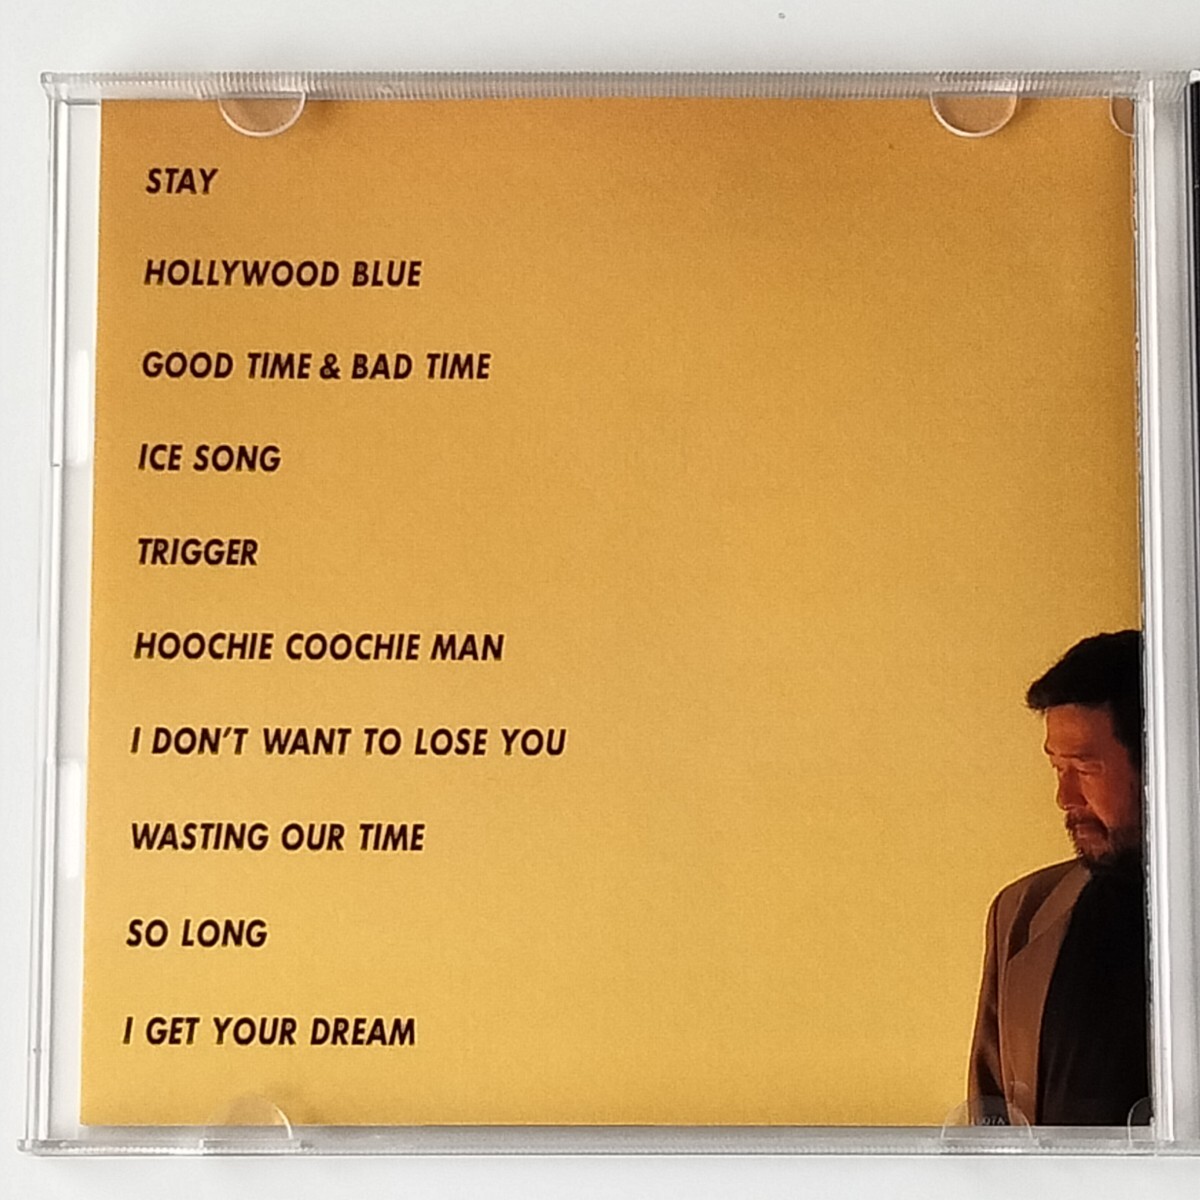 STAY
HOLLYWOOD BLUE
GOOD TIME & BAD TIME
ICE SONG
TRIGGER
HOOCHIE COOCHIE MAN
I DON'T WANT TO LOSE YOU
WASTING OUR TIME
SO LONG
I GET YOUR DREAM